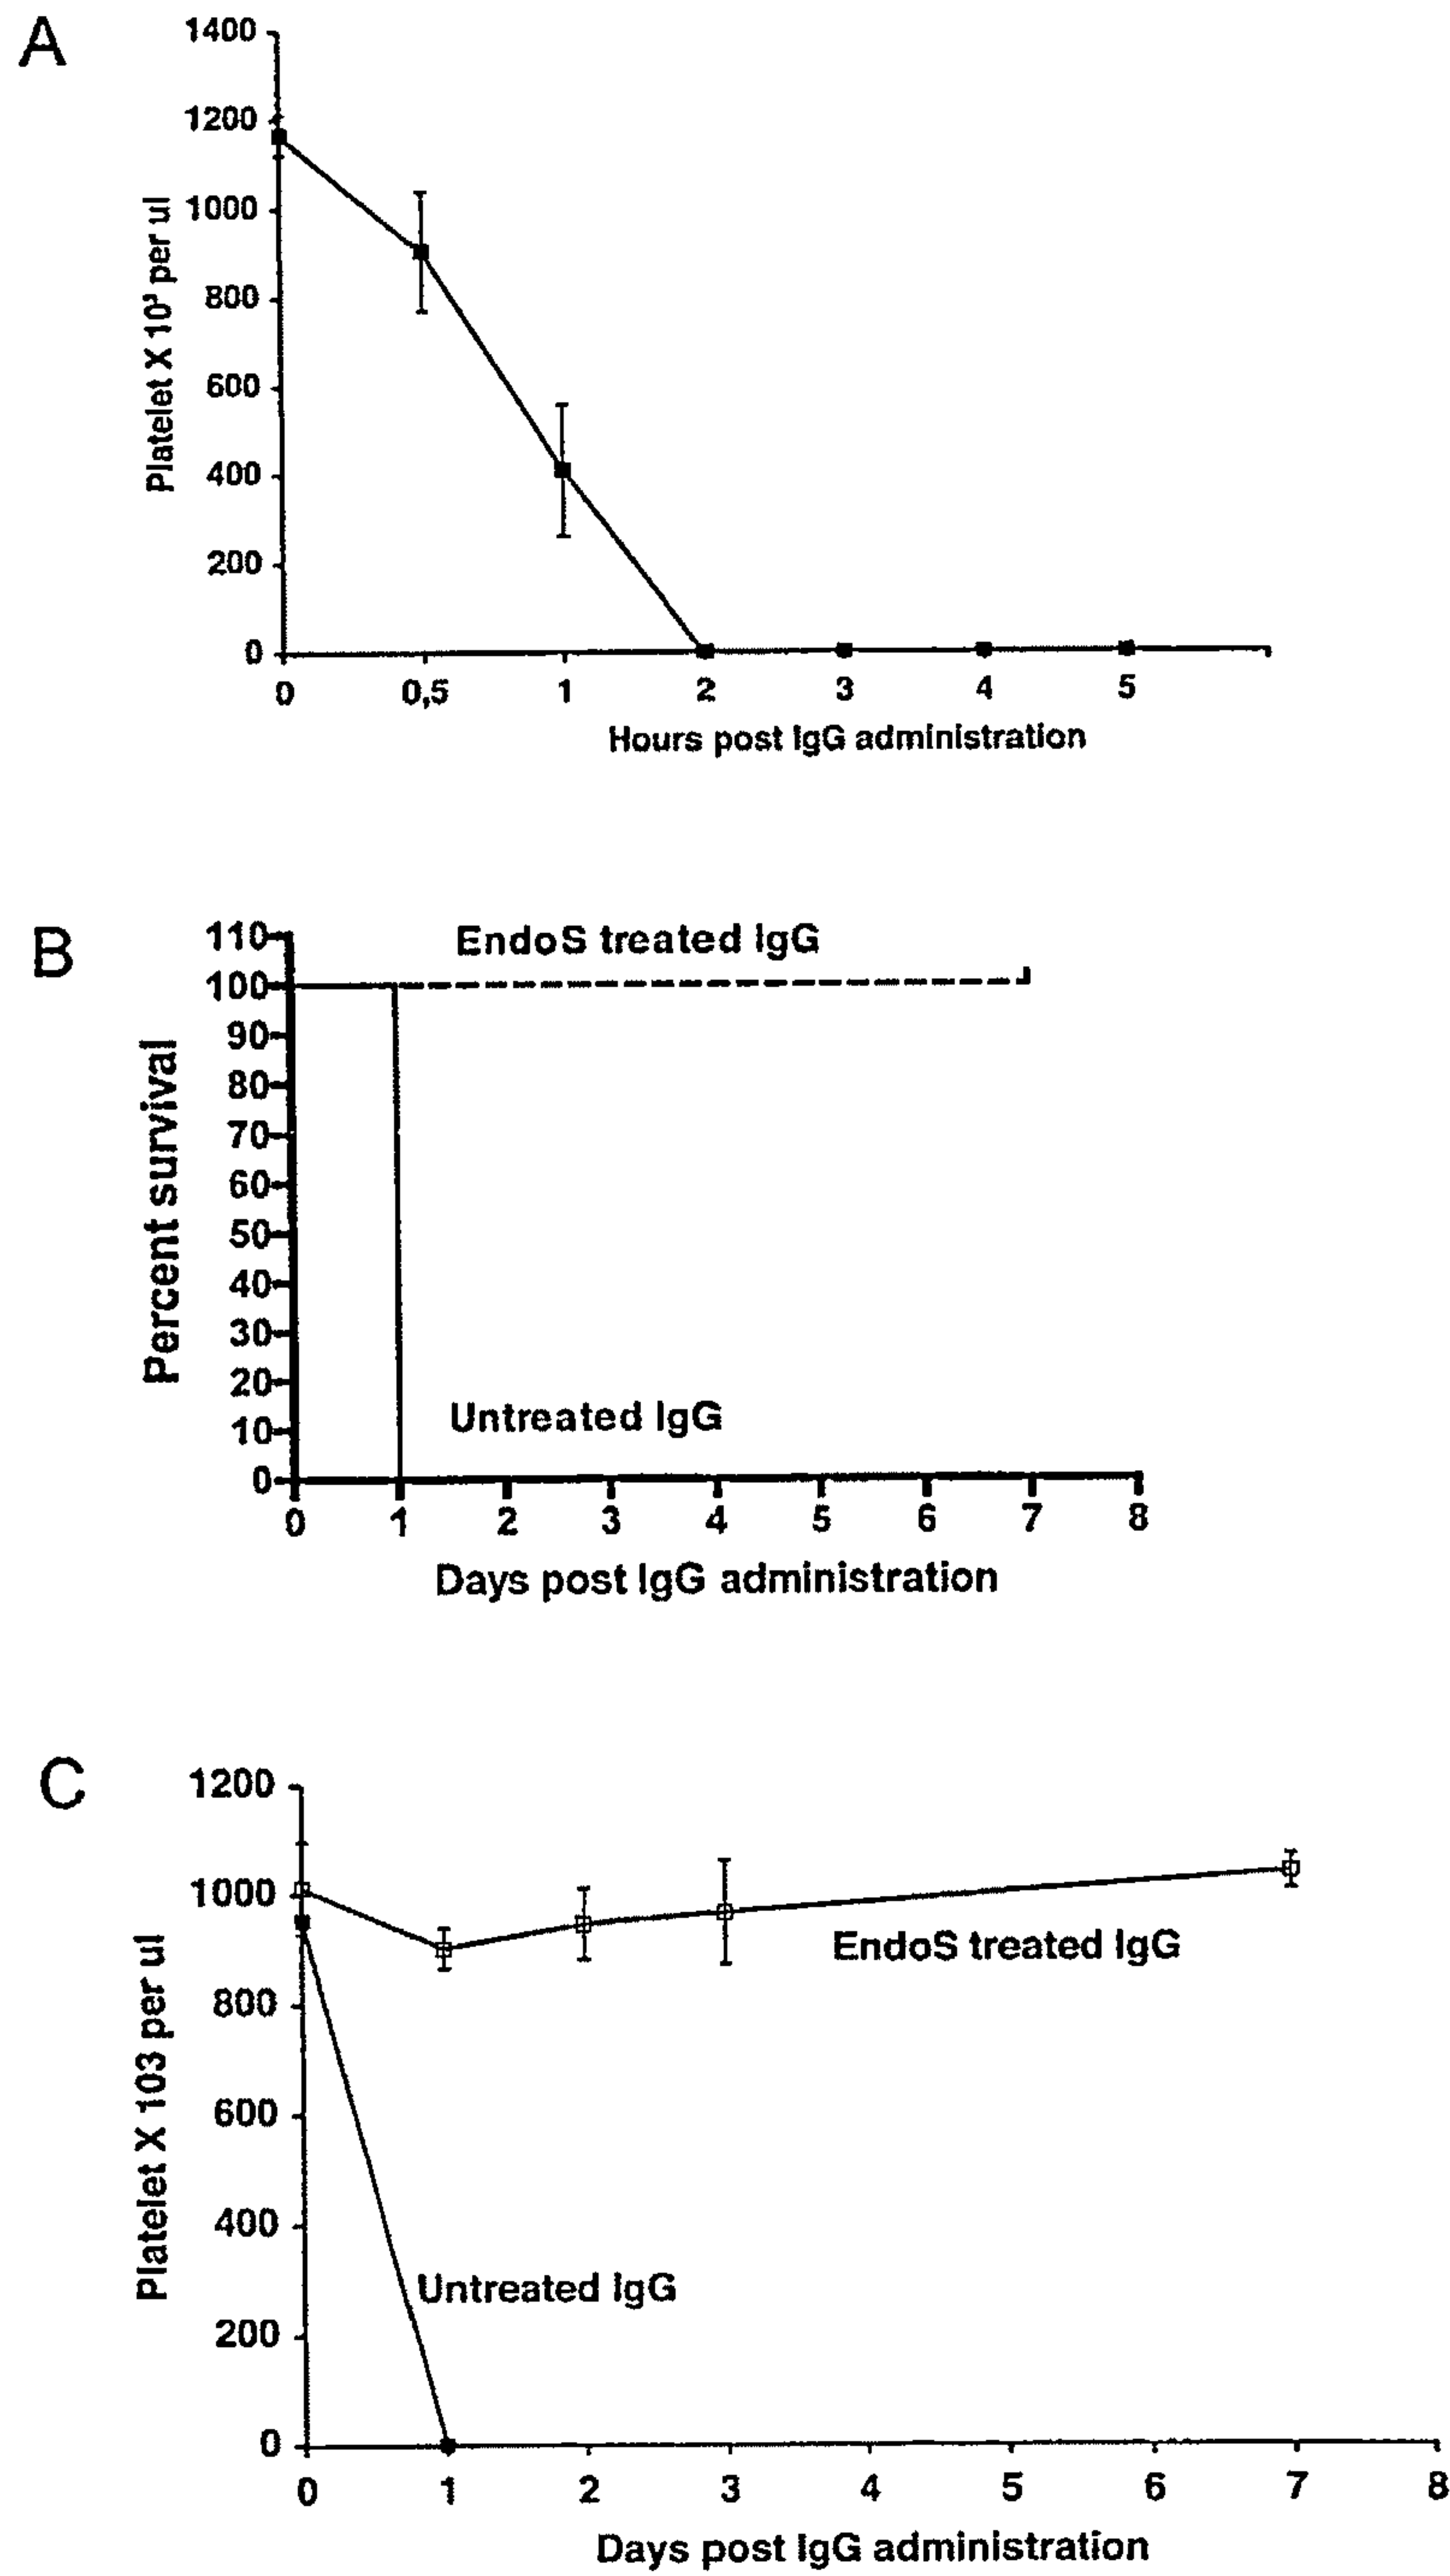 A
1400
1200
1000
800
600
400
200
0
Platelet X 10³ per ul
0 0,5 1 2 3 4 5
Hours post IgG administration
B
110
100
90
80
70
60
50
40
30
20
10
0
Percent survival
EndoS treated IgG
Untreated IgG
0 1 2 3 4 5 6 7 8
Days post IgG administration
C
1200
1000
800
600
400
200
0
Platelet X 103 per ul
EndoS treated IgG
Untreated IgG
0 1 2 3 4 5 6 7 8
Days post IgG administration